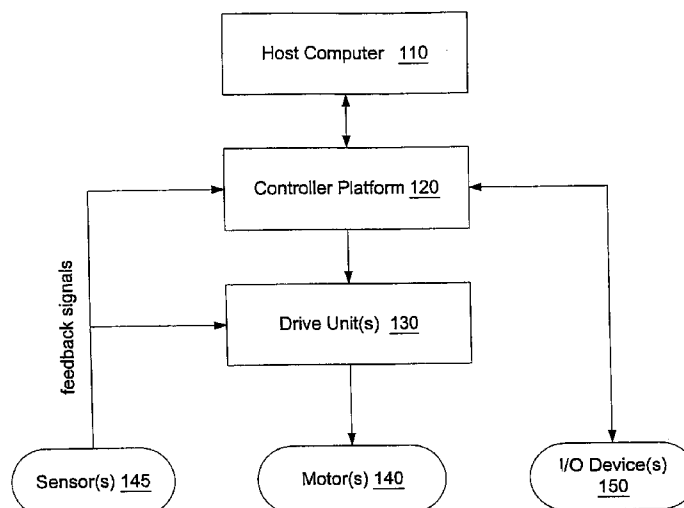 Host Computer 110
Controller Platform 120
feedback signals
Drive Unit(s) 130
Sensor(s) 145
Motor(s) 140
I/O Device(s)
150